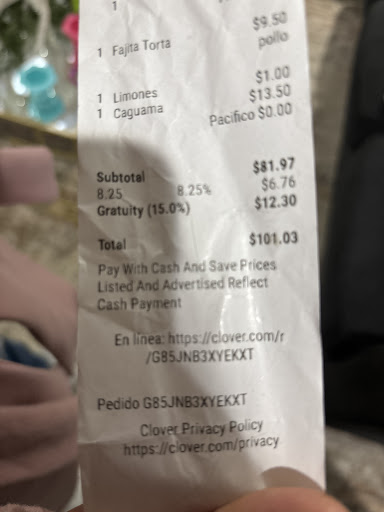 1
$9.50
1 Fajita Torta
pollo
$1.00
1 Limones $13.50
1 Caguama
Pacifico $0.00
Subtotal $81.97
8.25 8.25% $6.76
Gratuity (15.0%) $12.30
Total $101.03
Pay With Cash And Save Prices
Listed And Advertised Reflect
Cash Payment
En línea: https://clover.com/r
/G85JNB3XYEKXT
Pedido G85JNB3XYEKXT
Clover Privacy Policy
https://clover.com/privacy